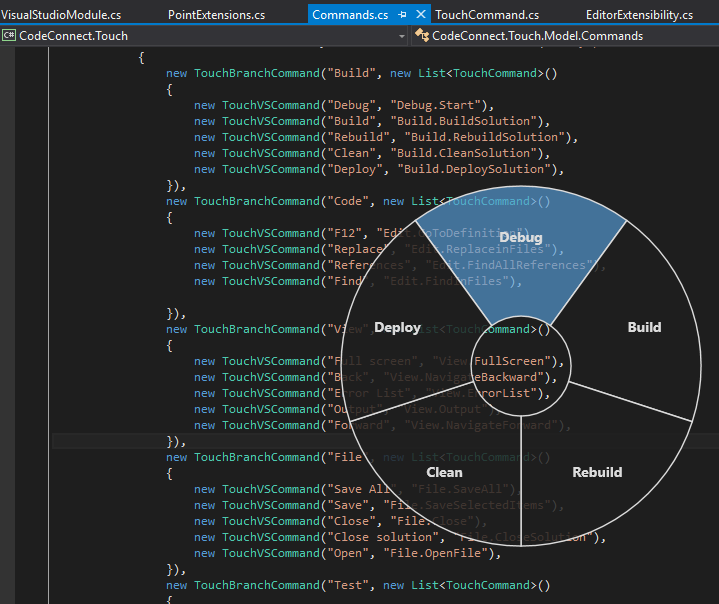 VisualStudioModule.cs PointExtensions.cs Commands.cs TouchCommand.cs EditorExtensibility.cs
C# CodeConnect.Touch CodeConnect.Touch.Model.Commands
{
new TouchBranchCommand("Build", new List<TouchCommand>()
{
new TouchVSCommand("Debug", "Debug.Start"),
new TouchVSCommand("Build", "Build.BuildSolution"),
new TouchVSCommand("Rebuild", "Build.RebuildSolution"),
new TouchVSCommand("Clean", "Build.CleanSolution"),
new TouchVSCommand("Deploy", "Build.DeploySolution"),
}),
new TouchBranchCommand("Code", new List<TouchCommand>()
{
new TouchVSCommand("F12", "Edit.GoToDefinition"),
new TouchVSCommand("Replace", "Edit.ReplaceinFiles"),
new TouchVSCommand("References", "Edit.FindAllReferences"),
new TouchVSCommand("Find", "Edit.FindinFiles"),
}),
new TouchBranchCommand("View", new List<TouchCommand>()
{
new TouchVSCommand("Full screen", "View.FullScreen"),
new TouchVSCommand("Back", "View.NavigateBackward"),
new TouchVSCommand("Error List", "View.ErrorList"),
new TouchVSCommand("Output", "View.Output"),
new TouchVSCommand("Forward", "View.NavigateForward"),
}),
new TouchBranchCommand("File", new List<TouchCommand>()
{
new TouchVSCommand("Save All", "File.SaveAll"),
new TouchVSCommand("Save", "File.SaveSelectedItems"),
new TouchVSCommand("Close", "File.Close"),
new TouchVSCommand("Close solution", "File.CloseSolution"),
new TouchVSCommand("Open", "File.OpenFile"),
}),
new TouchBranchCommand("Test", new List<TouchCommand>()
{
Debug
Deploy
Build
Clean
Rebuild